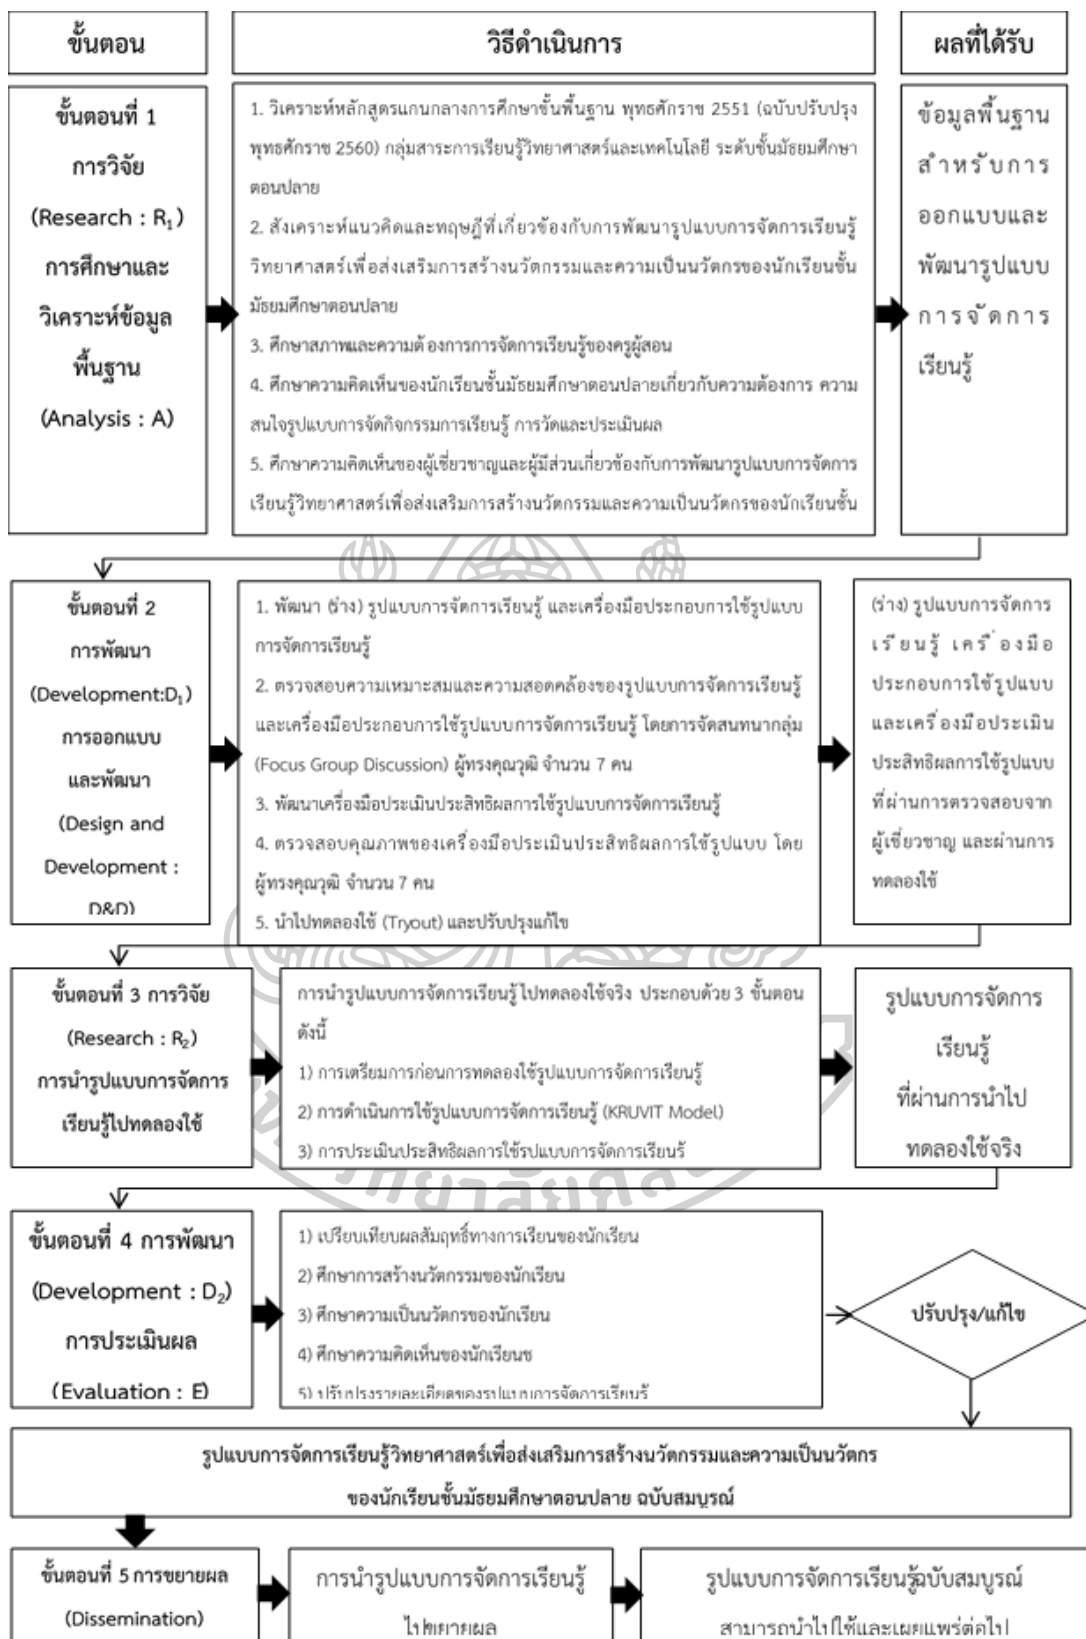 ขั้นตอน
วิธีดำเนินการ
ผลที่ได้รับ
ขั้นตอนที่ 1
การวิจัย
(Research : R₁)
การศึกษาและ
วิเคราะห์ข้อมูล
พื้นฐาน
(Analysis : A)
1. วิเคราะห์หลักสูตรแกนกลางการศึกษาขั้นพื้นฐาน พุทธศักราช 2551 (ฉบับปรับปรุง
พุทธศักราช 2560) กลุ่มสาระการเรียนรู้วิทยาศาสตร์และเทคโนโลยี ระดับชั้นมัธยมศึกษา
ตอนปลาย
2. สังเคราะห์แนวคิดและทฤษฎีที่เกี่ยวข้องกับการพัฒนารูปแบบการจัดการเรียนรู้
วิทยาศาสตร์เพื่อส่งเสริมการสร้างนวัตกรรมและความเป็นนวัตกรของนักเรียนชั้น
มัธยมศึกษาตอนปลาย
3. ศึกษาสภาพและความต้องการการจัดการเรียนรู้ของครูผู้สอน
4. ศึกษาความคิดเห็นของนักเรียนชั้นมัธยมศึกษาตอนปลายเกี่ยวกับความต้องการ ความ
สนใจรูปแบบการจัดกิจกรรมการเรียนรู้ การวัดและประเมินผล
5. ศึกษาความคิดเห็นของผู้เชี่ยวชาญและผู้มีส่วนเกี่ยวข้องกับการพัฒนารูปแบบการจัดการ
เรียนรู้วิทยาศาสตร์เพื่อส่งเสริมการสร้างนวัตกรรมและความเป็นนวัตกรของนักเรียนชั้น
ข้อมูลพื้นฐาน
สำหรับการ
ออกแบบและ
พัฒนารูปแบบ
การจัดการ
เรียนรู้
ขั้นตอนที่ 2
การพัฒนา
(Development:D₁)
การออกแบบ
และพัฒนา
(Design and
Development :
D&D)
1. พัฒนา (ร่าง) รูปแบบการจัดการเรียนรู้ และเครื่องมือประกอบการใช้รูปแบบ
การจัดการเรียนรู้
2. ตรวจสอบความเหมาะสมและความสอดคล้องของรูปแบบการจัดการเรียนรู้
และเครื่องมือประกอบการใช้รูปแบบการจัดการเรียนรู้ โดยการจัดสนทนากลุ่ม
(Focus Group Discussion) ผู้ทรงคุณวุฒิ จำนวน 7 คน
3. พัฒนาเครื่องมือประเมินประสิทธิผลการใช้รูปแบบการจัดการเรียนรู้
4. ตรวจสอบคุณภาพของเครื่องมือประเมินประสิทธิผลการใช้รูปแบบ โดย
ผู้ทรงคุณวุฒิ จำนวน 7 คน
5. นำไปทดลองใช้ (Tryout) และปรับปรุงแก้ไข
(ร่าง) รูปแบบการจัดการ
เรียนรู้ เครื่องมือ
ประกอบการใช้รูปแบบ
และเครื่องมือประเมิน
ประสิทธิผลการใช้รูปแบบ
ที่ผ่านการตรวจสอบจาก
ผู้เชี่ยวชาญ และผ่านการ
ทดลองใช้
ขั้นตอนที่ 3 การวิจัย
(Research : R₂)
การนำรูปแบบการจัดการ
เรียนรู้ไปทดลองใช้
การนำรูปแบบการจัดการเรียนรู้ไปทดลองใช้จริง ประกอบด้วย 3 ขั้นตอน
ดังนี้
1) การเตรียมการก่อนการทดลองใช้รูปแบบการจัดการเรียนรู้
2) การดำเนินการใช้รูปแบบการจัดการเรียนรู้ (KRUVIT Model)
3) การประเมินประสิทธิผลการใช้รูปแบบการจัดการเรียนรู้
รูปแบบการจัดการ
เรียนรู้
ที่ผ่านการนำไป
ทดลองใช้จริง
ขั้นตอนที่ 4 การพัฒนา
(Development : D₂)
การประเมินผล
(Evaluation : E)
1) เปรียบเทียบผลสัมฤทธิ์ทางการเรียนของนักเรียน
2) ศึกษาการสร้างนวัตกรรมของนักเรียน
3) ศึกษาความเป็นนวัตกรของนักเรียน
4) ศึกษาความคิดเห็นของนักเรียนช
5) ปรับปรุงรายละเอียดของรูปแบบการจัดการเรียนรู้
ปรับปรุง/แก้ไข
รูปแบบการจัดการเรียนรู้วิทยาศาสตร์เพื่อส่งเสริมการสร้างนวัตกรรมและความเป็นนวัตกร
ของนักเรียนชั้นมัธยมศึกษาตอนปลาย ฉบับสมบูรณ์
ขั้นตอนที่ 5 การขยายผล
(Dissemination)
การนำรูปแบบการจัดการเรียนรู้
ไปขยายผล
รูปแบบการจัดการเรียนรู้ฉบับสมบูรณ์
สามารถนำไปใช้และเผยแพร่ต่อไป